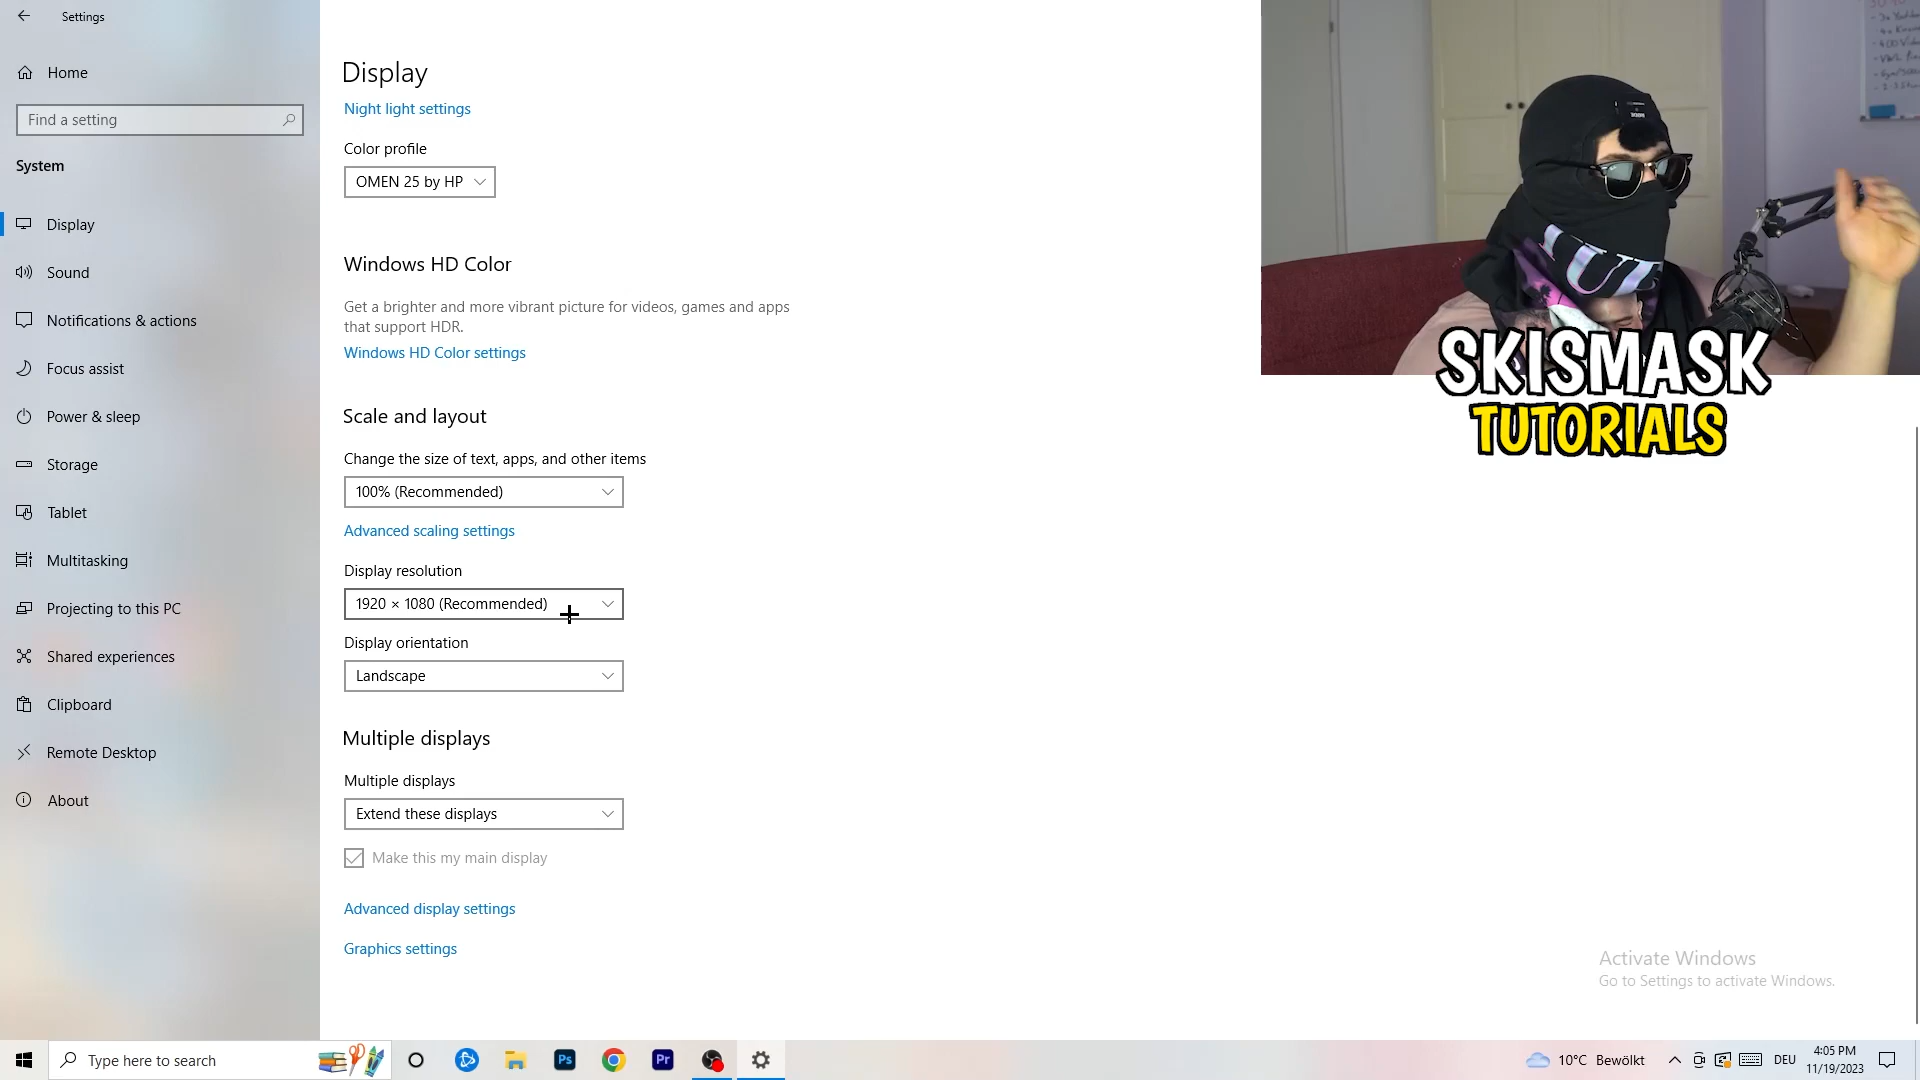 Settings
Home
Find a setting
System
Display
Sound
Notifications & actions
Focus assist
Power & sleep
Storage
Tablet
Multitasking
Projecting to this PC
Shared experiences
Clipboard
Remote Desktop
About
Display
Night light settings
Color profile
OMEN 25 by HP
Windows HD Color
Get a brighter and more vibrant picture for videos, games and apps
that support HDR.
Windows HD Color settings
Scale and layout
Change the size of text, apps, and other items
100% (Recommended)
Advanced scaling settings
Display resolution
1920 × 1080 (Recommended)
Display orientation
Landscape
Multiple displays
Multiple displays
Extend these displays
Make this my main display
Advanced display settings
Graphics settings
SKISMASK
TUTORIALS
Activate Windows
Go to Settings to activate Windows.
Type here to search
Ps
Pr
10°C Bewölkt
DEU
4:05 PM
11/19/2023